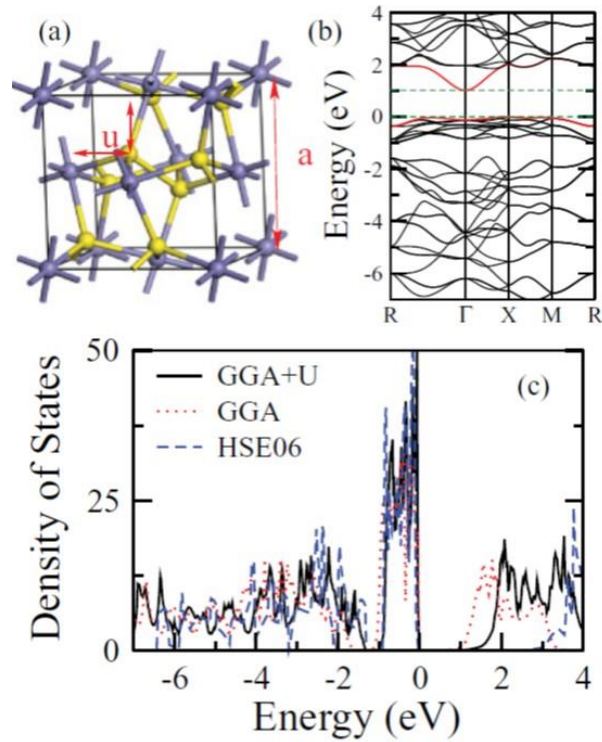 (a)
u
a
(b)
Energy (eV)
4
2
0
-2
-4
-6
R Γ X M R
(c)
GGA+U
GGA
HSE06
Density of States
50
25
0
-6 -4 -2 0 2 4
Energy (eV)